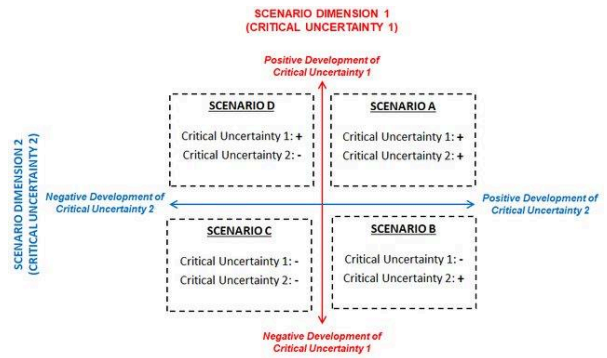 SCENARIO DIMENSION 1
(CRITICAL UNCERTAINTY 1)
Positive Development of
Critical Uncertainty 1
SCENARIO D
Critical Uncertainty 1: +
Critical Uncertainty 2: -
SCENARIO A
Critical Uncertainty 1: +
Critical Uncertainty 2: +
SCENARIO DIMENSION 2
(CRITICAL UNCERTAINTY 2)
Negative Development of
Critical Uncertainty 2
Positive Development of
Critical Uncertainty 2
SCENARIO C
Critical Uncertainty 1: -
Critical Uncertainty 2: -
SCENARIO B
Critical Uncertainty 1: -
Critical Uncertainty 2: +
Negative Development of
Critical Uncertainty 1